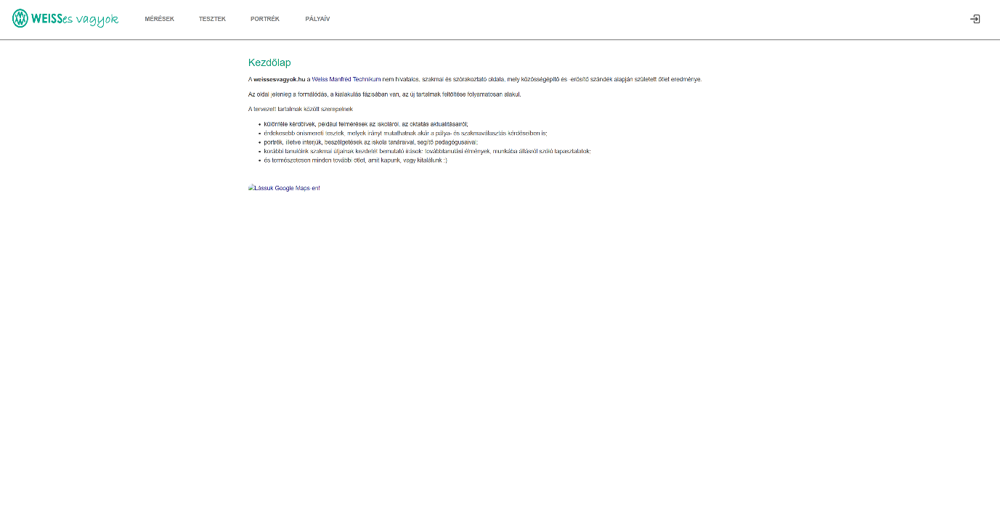 WEISSes vagyok
MÉRÉSEK
TESZTEK
PORTRÉK
PÁLYAÍV
Kezdőlap
A weissesvagyok.hu a Weiss Manfréd Technikum nem hivatalos, szakmai és szórakoztató oldala, mely közösségépítő és -erősítő szándék alapján született ötlet eredménye.
Az oldal jelenleg a formálódás, a kialakulás fázisában van, az új tartalmak feltöltése folyamatosan alakul.
A tervezett tartalmak között szerepelnek
különféle kérdőívek, például felmérések az iskoláról, az oktatás aktualitásairól;
érdekesebb önismereti tesztek, melyek irányt mutathatnak akár a pálya- és szakmaválasztás kérdéseiben is;
portrék, illetve interjúk, beszélgetések az iskola tanáraival, segítő pedagógusaival;
korábbi tanulóink szakmai útjainak kezdetét bemutató írások: továbbtanulási élmények, munkába állásról szóló tapasztalatok;
és természetesen minden további ötlet, amit kapunk, vagy kitalálunk :)
Lássuk Google Maps-en!